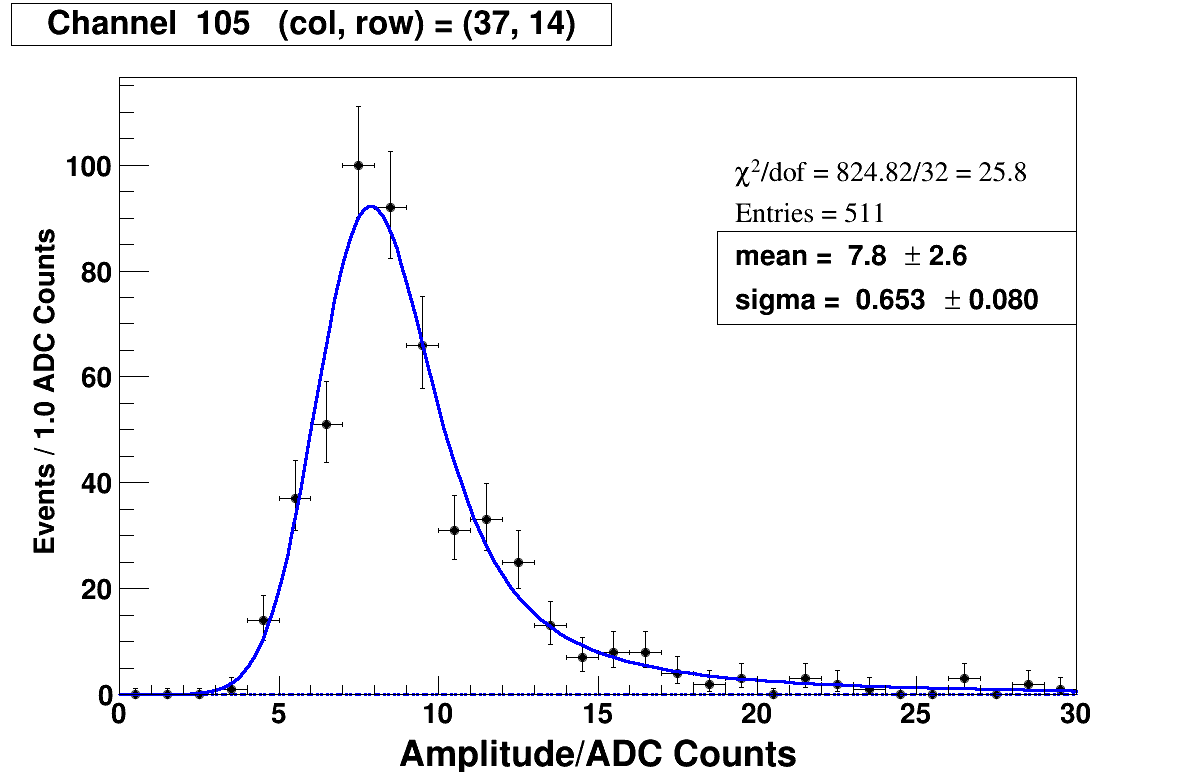 Channel 105 (col, row) = (37, 14)
χ²/dof = 824.82/32 = 25.8
Entries = 511
mean = 7.8 ± 2.6
sigma = 0.653 ± 0.080
Events / 1.0 ADC Counts
100
80
60
40
20
0
0 5 10 15 20 25 30
Amplitude/ADC Counts